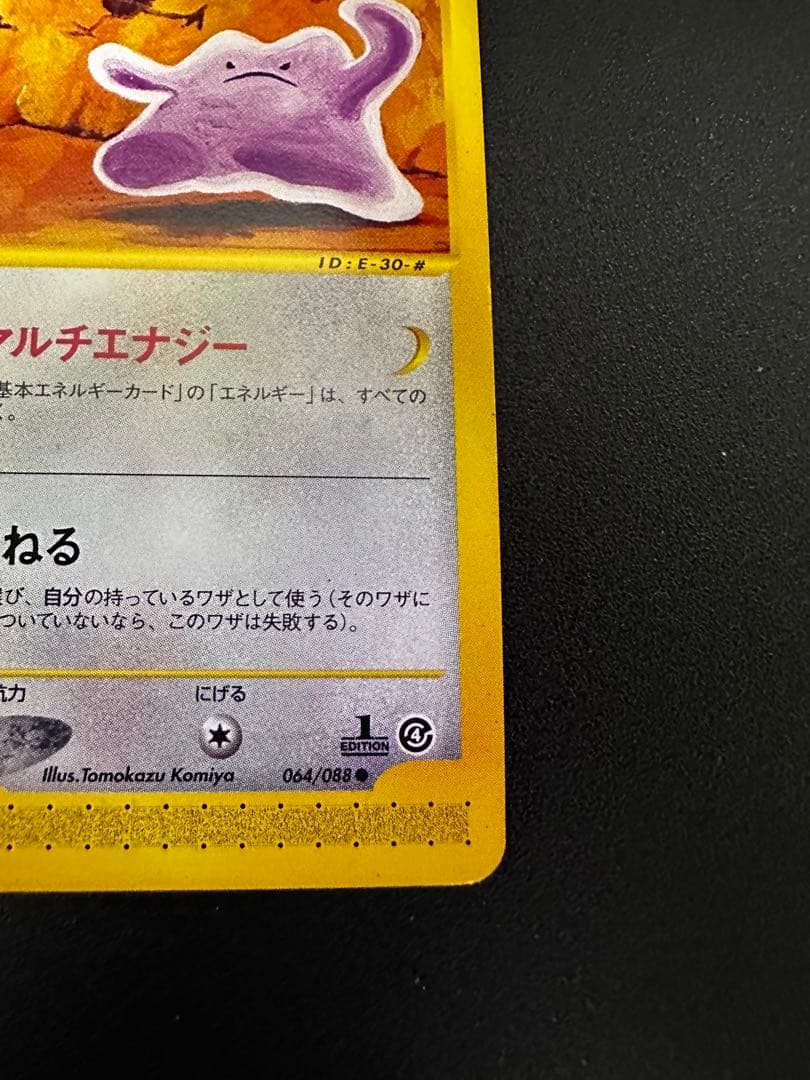 ID : E-30-#
マルチエナジー
基本エネルギーカード」の「エネルギー」は、すべての
く。
ねる
選び、自分の持っているワザとして使う（そのワザに
ついていないなら、このワザは失敗する）。
抗力 にげる
1
EDITION
4
Illus.Tomokazu Komiya 064/088●